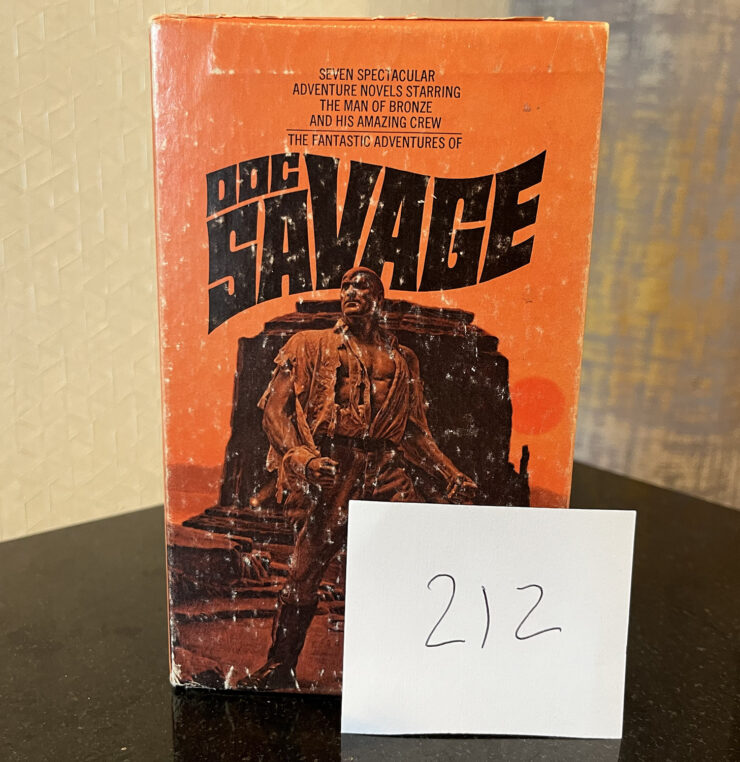 SEVEN SPECTACULAR
ADVENTURE NOVELS STARRING
THE MAN OF BRONZE
AND HIS AMAZING CREW
THE FANTASTIC ADVENTURES OF
DOC
SAVAGE
212